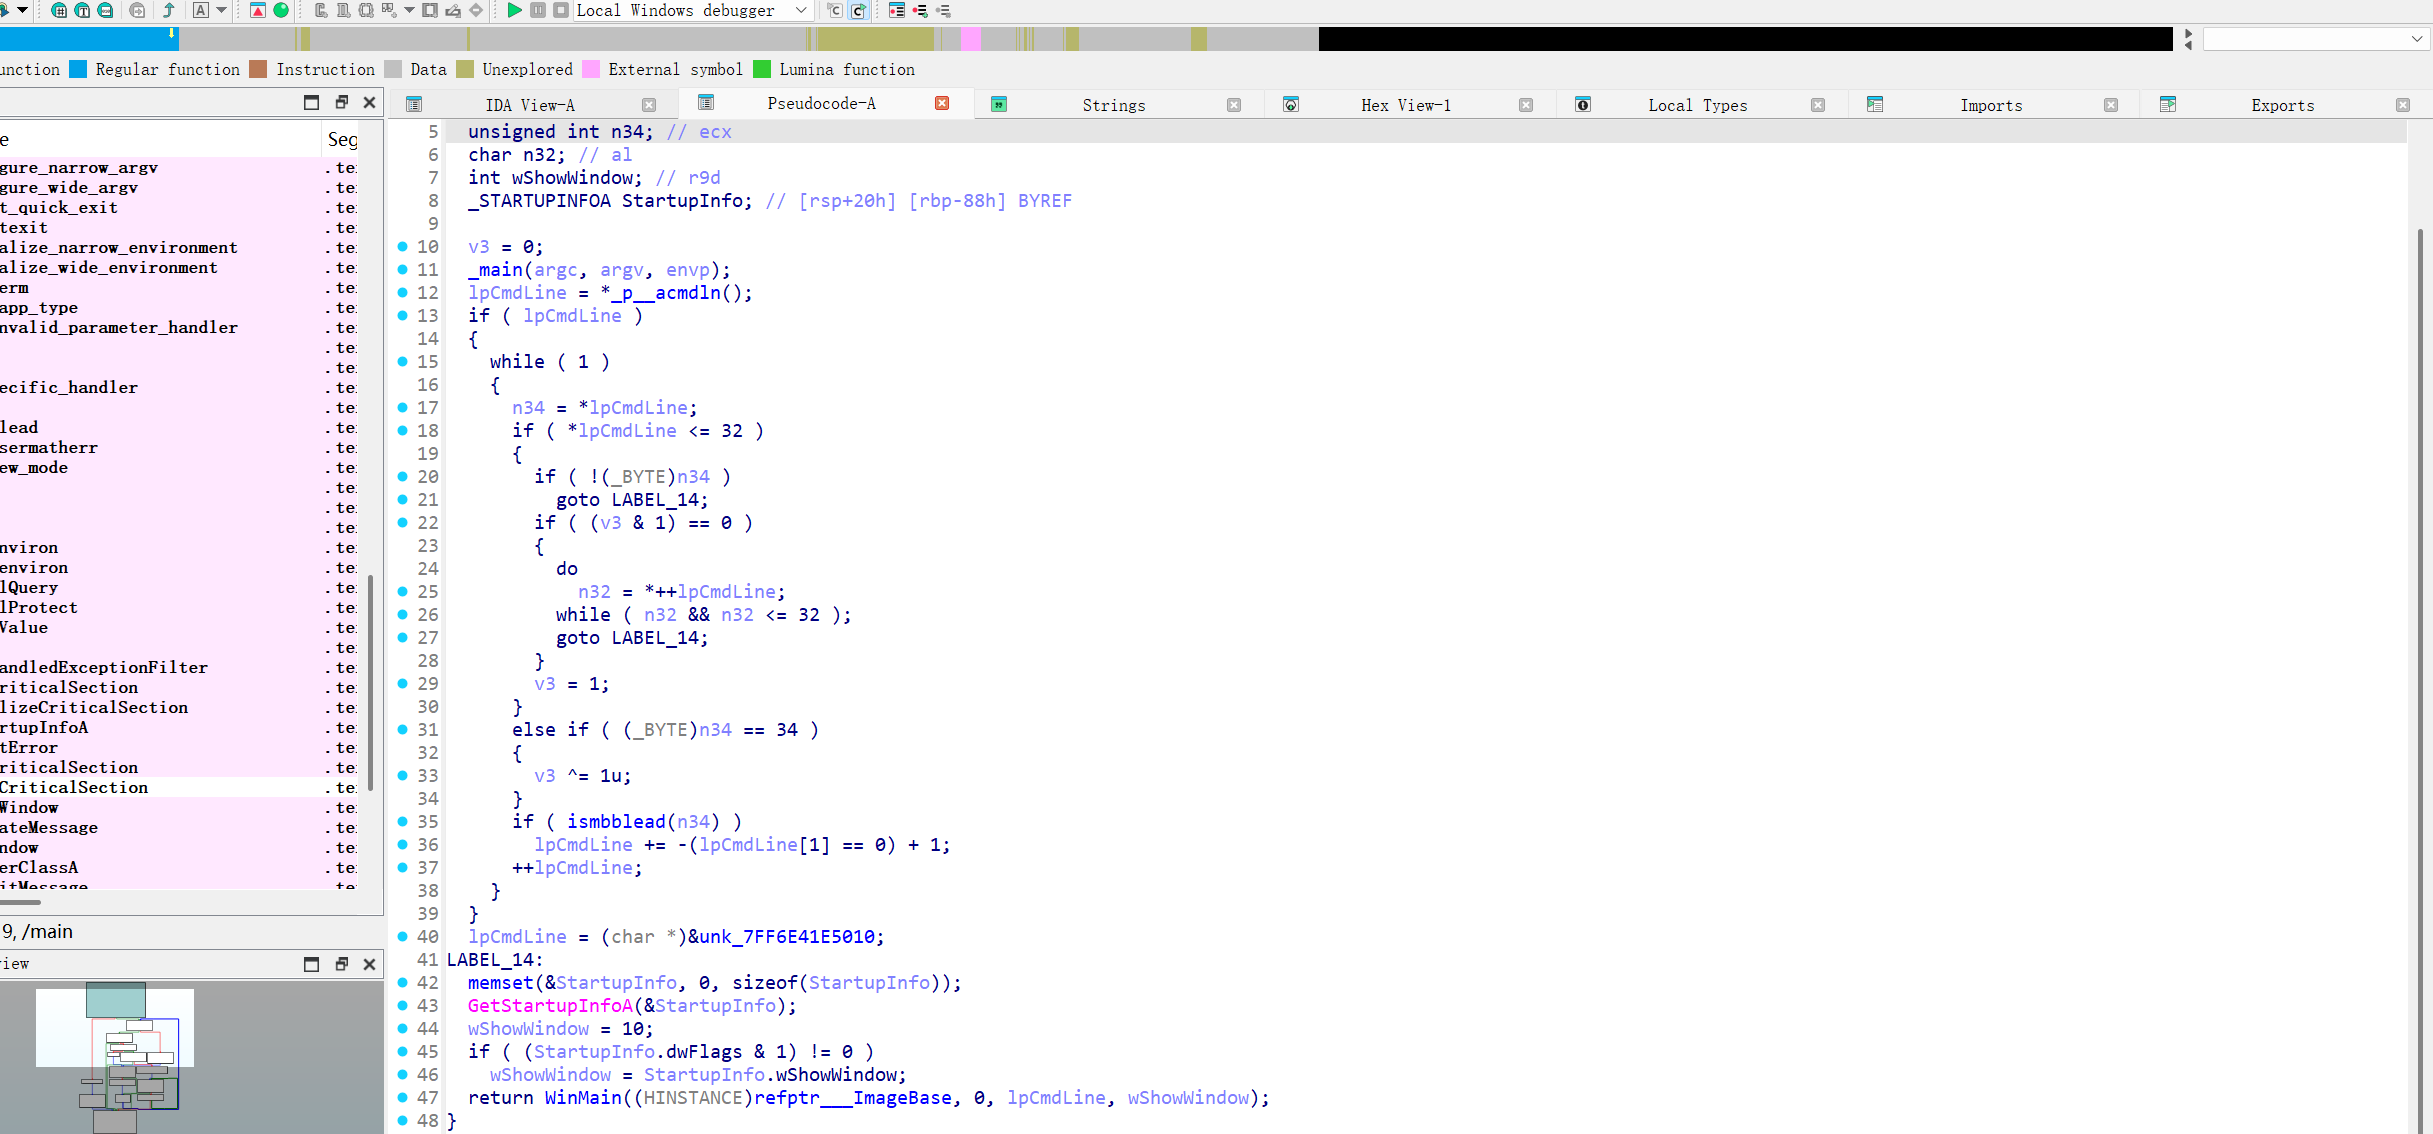 Local Windows debugger
unction Regular function Instruction Data Unexplored External symbol Lumina function
IDA View-A Pseudocode-A Strings Hex View-1 Local Types Imports Exports
e Seg
gure_narrow_argv .te
gure_wide_argv .te
t_quick_exit .te
texit .te
alize_narrow_environment .te
alize_wide_environment .te
erm .te
app_type .te
nvalid_parameter_handler .te
.te
.te
ecific_handler .te
.te
lead .te
sermatherr .te
ew_mode .te
.te
.te
.te
nviron .te
environ .te
lQuery .te
lProtect .te
Value .te
.te
andledExceptionFilter .te
riticalSection .te
lizeCriticalSection .te
rtupInfoA .te
tError .te
riticalSection .te
CriticalSection .te
Window .te
ateMessage .te
ndow .te
erClassA .te
itMessage .te
9, /main
view
5 unsigned int n34; // ecx
6 char n32; // al
7 int wShowWindow; // r9d
8 _STARTUPINFOA StartupInfo; // [rsp+20h] [rbp-88h] BYREF
9
10 v3 = 0;
11 _main(argc, argv, envp);
12 lpCmdLine = *_p__acmdln();
13 if ( lpCmdLine )
14 {
15 while ( 1 )
16 {
17 n34 = *lpCmdLine;
18 if ( *lpCmdLine <= 32 )
19 {
20 if ( !(_BYTE)n34 )
21 goto LABEL_14;
22 if ( (v3 & 1) == 0 )
23 {
24 do
25 n32 = *++lpCmdLine;
26 while ( n32 && n32 <= 32 );
27 goto LABEL_14;
28 }
29 v3 = 1;
30 }
31 else if ( (_BYTE)n34 == 34 )
32 {
33 v3 ^= 1u;
34 }
35 if ( ismbblead(n34) )
36 lpCmdLine += -(lpCmdLine[1] == 0) + 1;
37 ++lpCmdLine;
38 }
39 }
40 lpCmdLine = (char *)&unk_7FF6E41E5010;
41 LABEL_14:
42 memset(&StartupInfo, 0, sizeof(StartupInfo));
43 GetStartupInfoA(&StartupInfo);
44 wShowWindow = 10;
45 if ( (StartupInfo.dwFlags & 1) != 0 )
46 wShowWindow = StartupInfo.wShowWindow;
47 return WinMain((HINSTANCE)refptr___ImageBase, 0, lpCmdLine, wShowWindow);
48 }